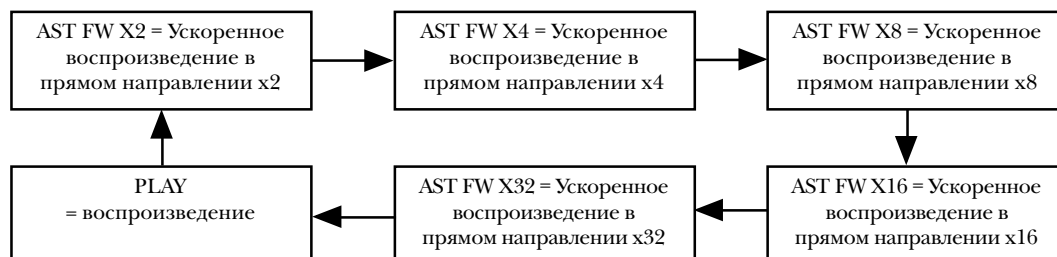 AST FW X2 = Ускоренное
воспроизведение в
прямом направлении x2
AST FW X4 = Ускоренное
воспроизведение в
прямом направлении x4
AST FW X8 = Ускоренное
воспроизведение в
прямом направлении x8
PLAY
= воспроизведение
AST FW X32 = Ускоренное
воспроизведение в
прямом направлении x32
AST FW X16 = Ускоренное
воспроизведение в
прямом направлении x16